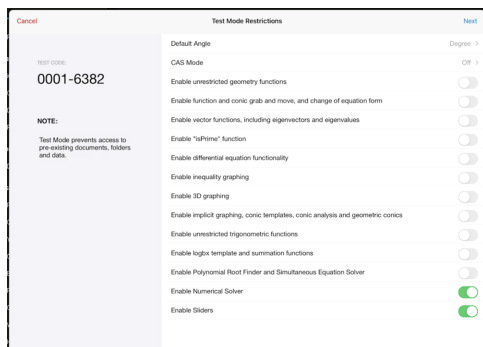 Cancel
Test Mode Restrictions
Next
TEST CODE:
0001-6382
NOTE:
Test Mode prevents access to
pre-existing documents, folders
and data.
Default Angle
Degree
CAS Mode
Off
Enable unrestricted geometry functions
Enable function and conic grab and move, and change of equation form
Enable vector functions, including eigenvectors and eigenvalues
Enable "isPrime" function
Enable differential equation functionality
Enable inequality graphing
Enable 3D graphing
Enable implicit graphing, conic templates, conic analysis and geometric conics
Enable unrestricted trigonometric functions
Enable logbx template and summation functions
Enable Polynomial Root Finder and Simultaneous Equation Solver
Enable Numerical Solver
Enable Sliders